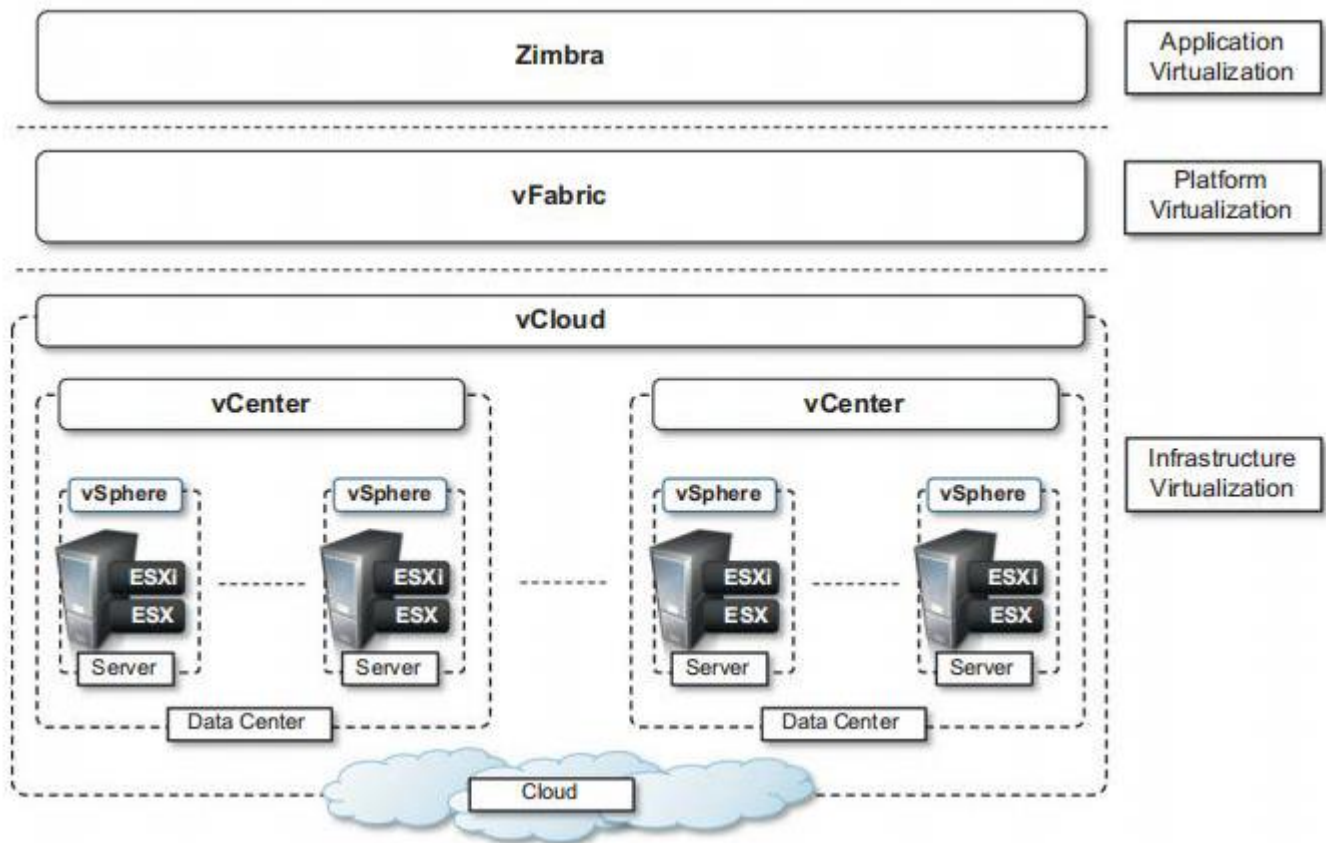 Zimbra
Application
Virtualization
vFabric
Platform
Virtualization
vCloud
vCenter
vCenter
Infrastructure
Virtualization
vSphere
vSphere
vSphere
vSphere
ESXi
ESXi
ESXi
ESXi
ESX
ESX
ESX
ESX
Server
Server
Server
Server
Data Center
Data Center
Cloud